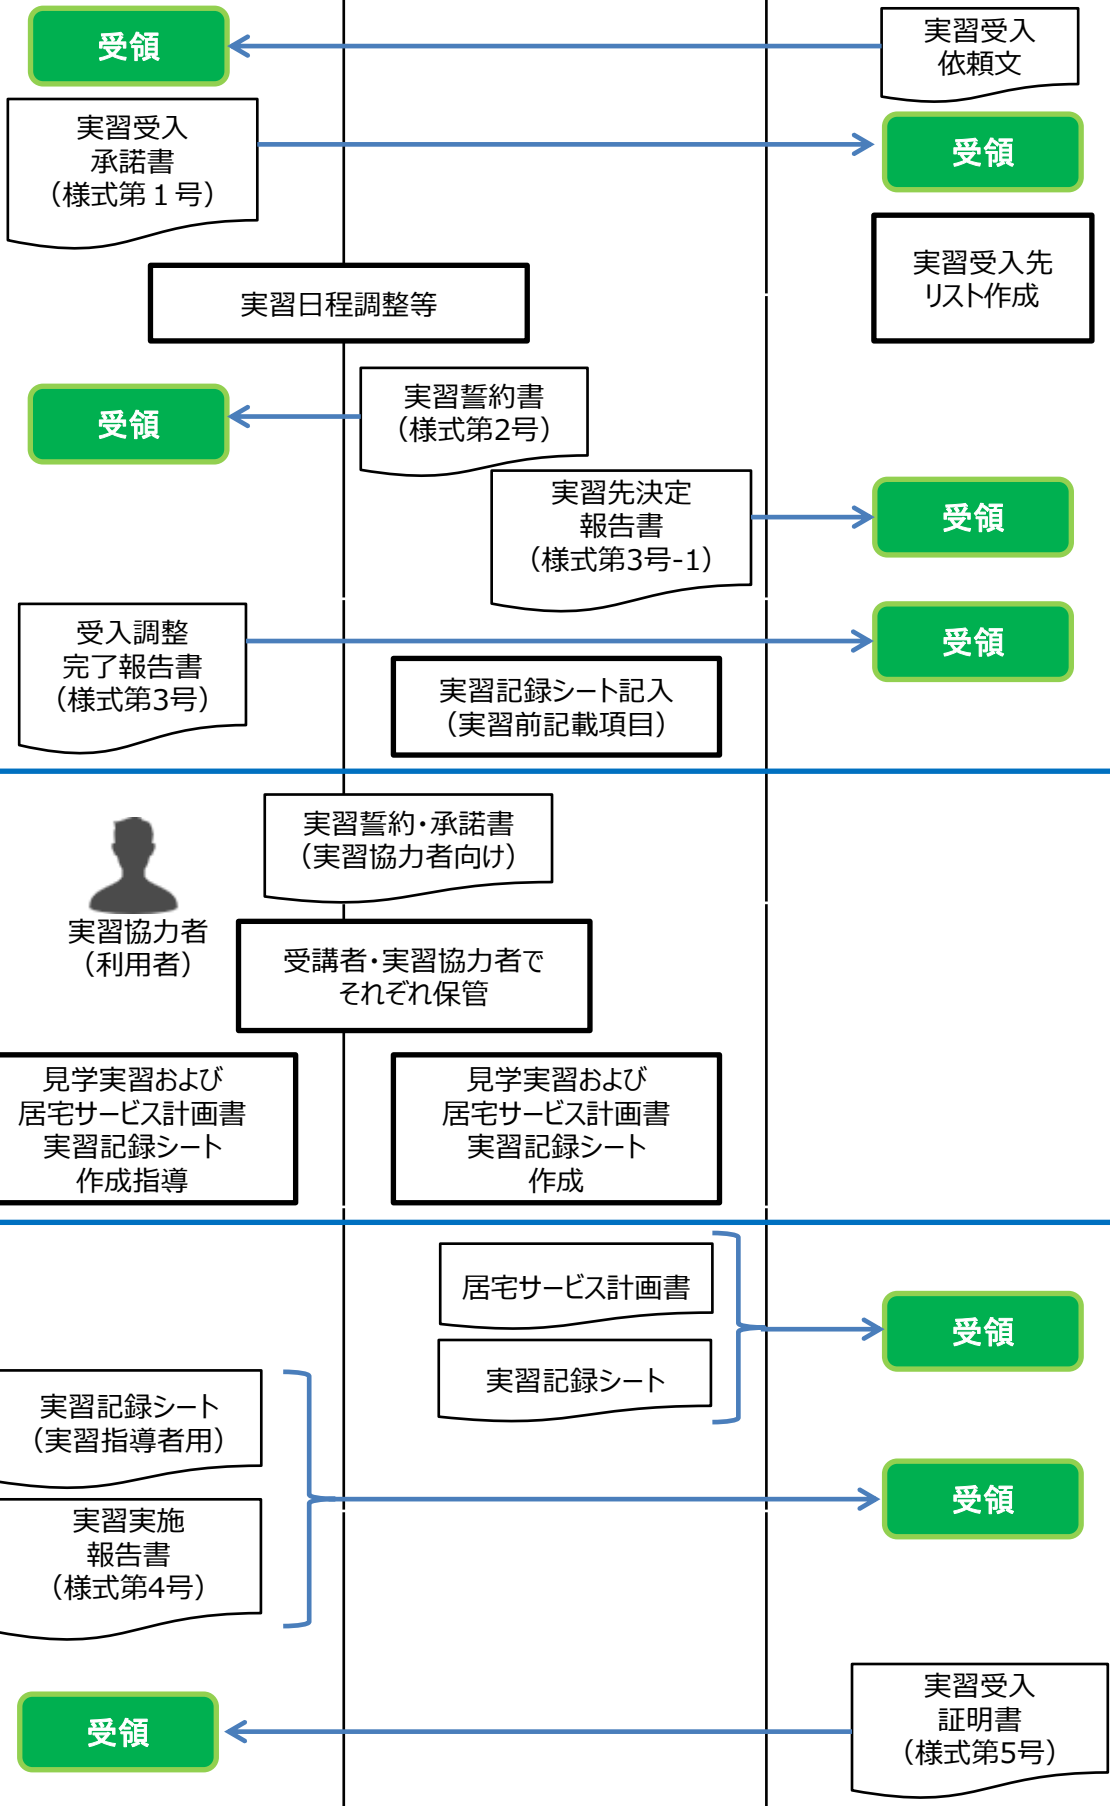 受領
実習受入
依頼文
実習受入
承諾書
（様式第１号）
受領
実習受入先
リスト作成
実習日程調整等
受領
実習誓約書
（様式第2号）
実習先決定
報告書
（様式第3号-1）
受領
受入調整
完了報告書
（様式第3号）
受領
実習記録シート記入
（実習前記載項目）
実習誓約・承諾書
（実習協力者向け）
実習協力者
（利用者）
受講者・実習協力者で
それぞれ保管
見学実習および
居宅サービス計画書
実習記録シート
作成指導
見学実習および
居宅サービス計画書
実習記録シート
作成
居宅サービス計画書
受領
実習記録シート
実習記録シート
（実習指導者用）
受領
実習実施
報告書
（様式第4号）
実習受入
証明書
（様式第5号）
受領